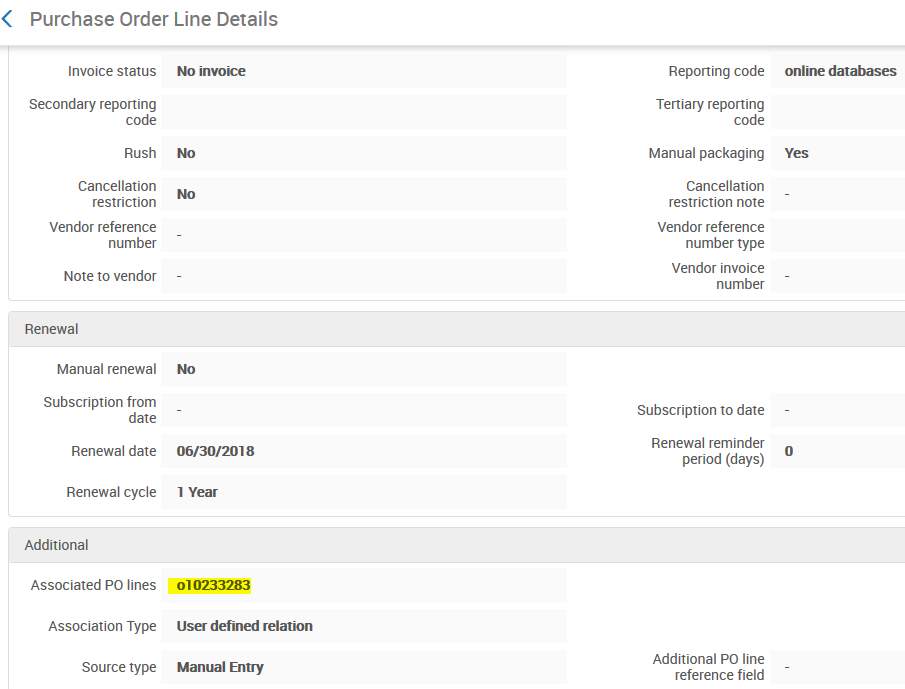 Purchase Order Line Details
Invoice status No invoice Reporting code online databases
Secondary reporting Tertiary reporting
code code
Rush No Manual packaging Yes
Cancellation Cancellation
restriction No restriction note -
Vendor reference Vendor reference
number - number type
Note to vendor - Vendor invoice
number -
Renewal
Manual renewal No
Subscription from
date - Subscription to date -
Renewal date 06/30/2018 Renewal reminder
period (days) 0
Renewal cycle 1 Year
Additional
Associated PO lines o10233283
Association Type User defined relation
Source type Manual Entry Additional PO line
reference field -